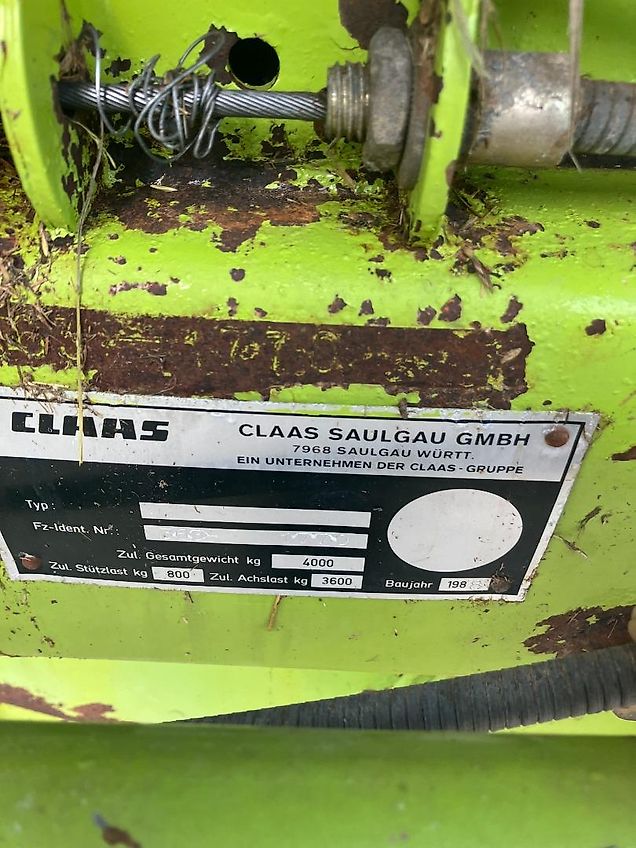 CLAAS
CLAAS SAULGAU GMBH
7968 SAULGAU WÜRTT.
EIN UNTERNEHMEN DER CLAAS-GRUPPE
Typ:
Fz-Ident. Nr.:
Zul. Gesamtgewicht kg 4000
Zul. Stützlast kg 800 Zul. Achslast kg 3600 Baujahr 198